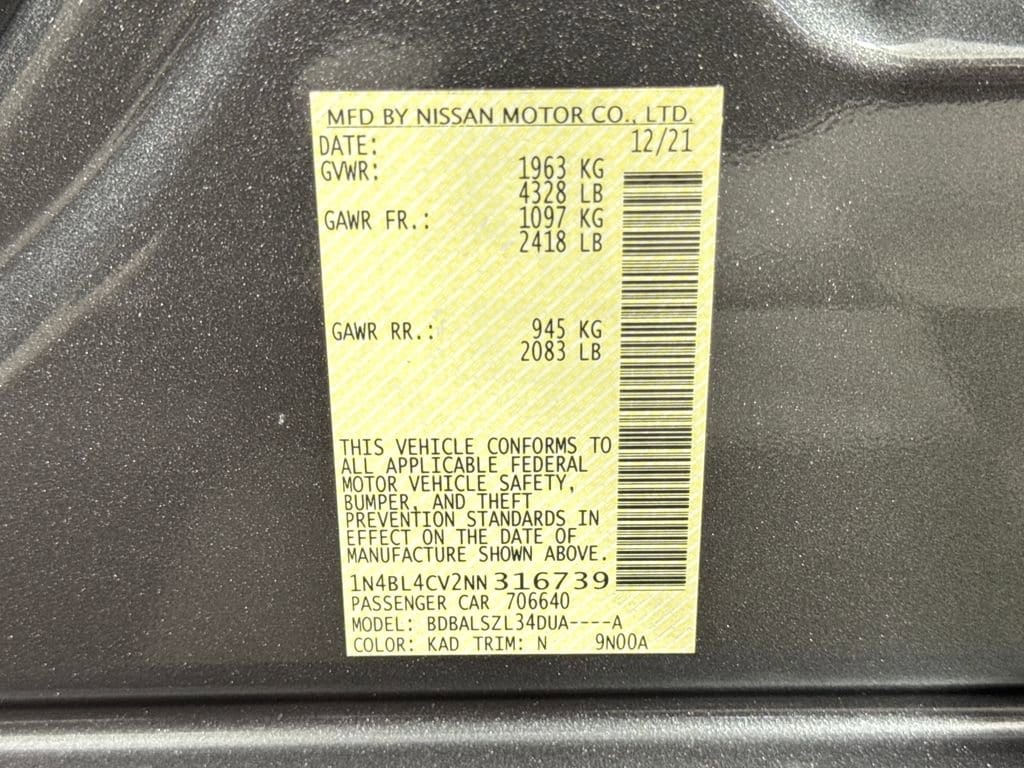 MFD BY NISSAN MOTOR CO., LTD.
DATE: 12/21
GVWR: 1963 KG
4328 LB
GAWR FR.: 1097 KG
2418 LB
GAWR RR.: 945 KG
2083 LB
THIS VEHICLE CONFORMS TO
ALL APPLICABLE FEDERAL
MOTOR VEHICLE SAFETY,
BUMPER, AND THEFT
PREVENTION STANDARDS IN
EFFECT ON THE DATE OF
MANUFACTURE SHOWN ABOVE.
1N4BL4CV2NN316739
PASSENGER CAR 706640
MODEL: BDBALSZL34DUA----A
COLOR: KAD TRIM: N 9N00A